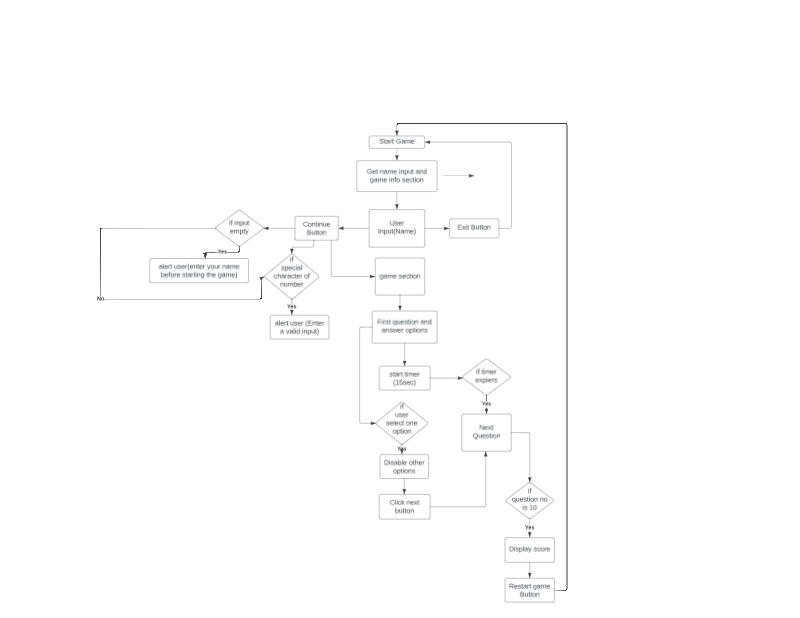 Start Game
Get name input and
game info section
if input
empty
Continue
Button
User
Input(Name)
Exit Button
Yes
alert user(enter your name
before starting the game)
if
special
character of
number
game section
No
Yes
alert user (Enter
a valid input)
First question and
answer options
start timer
(15sec)
if timer
expiers
Yes
if
user
select one
option
Next
Question
Yes
Disable other
options
if
question no
is 10
Click next
button
Yes
Display score
Restart game
Button